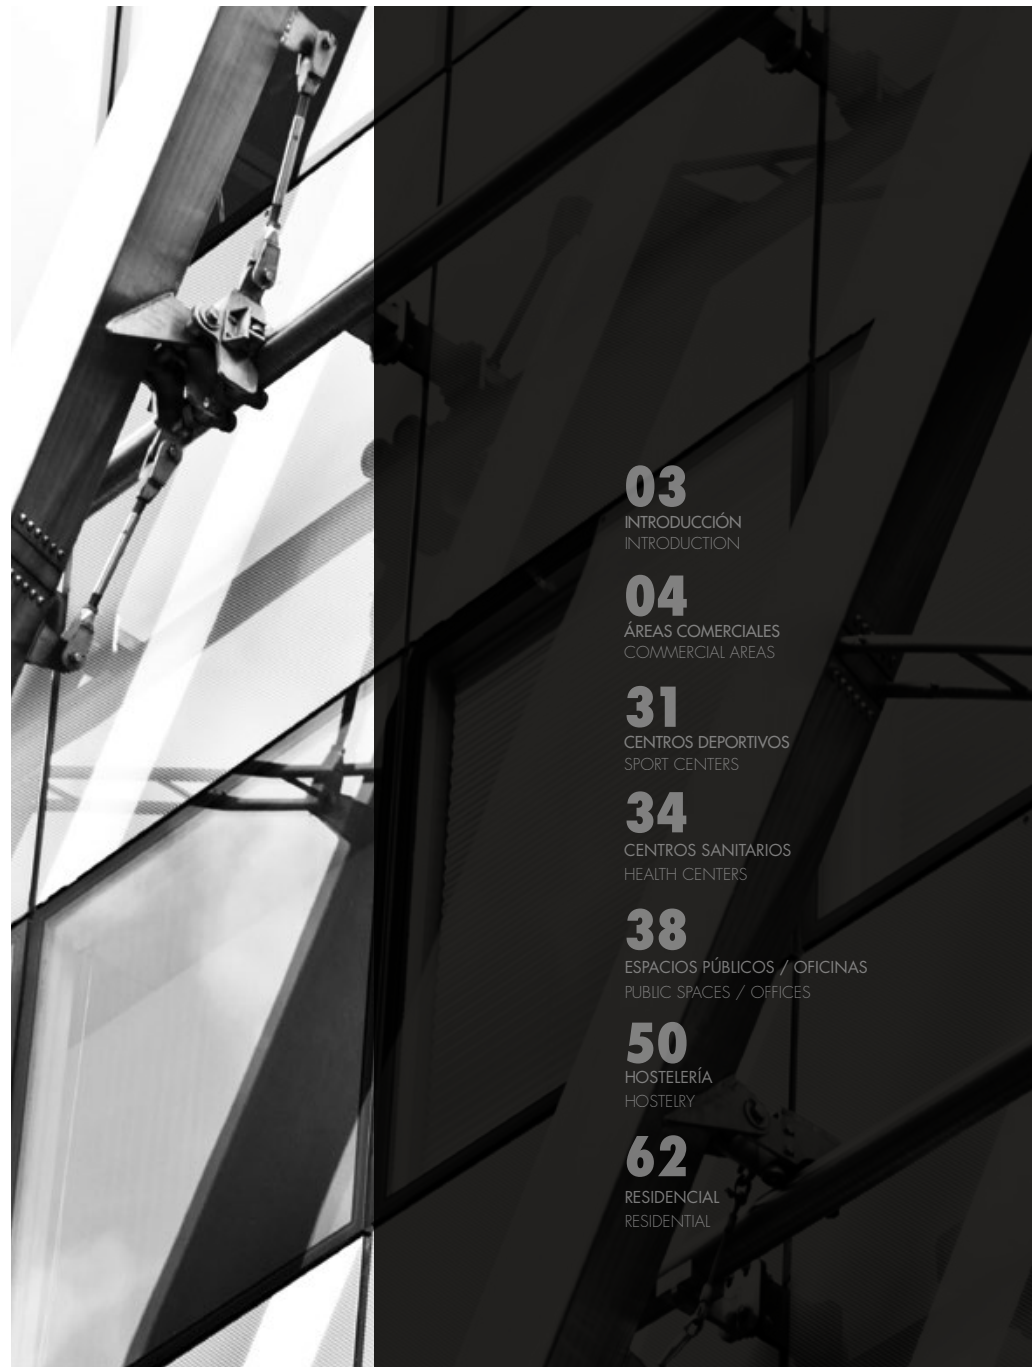 03
INTRODUCCIÓN
INTRODUCTION
04
ÁREAS COMERCIALES
COMMERCIAL AREAS
31
CENTROS DEPORTIVOS
SPORT CENTERS
34
CENTROS SANITARIOS
HEALTH CENTERS
38
ESPACIOS PÚBLICOS / OFICINAS
PUBLIC SPACES / OFFICES
50
HOSTELERÍA
HOSTELRY
62
RESIDENCIAL
RESIDENTIAL